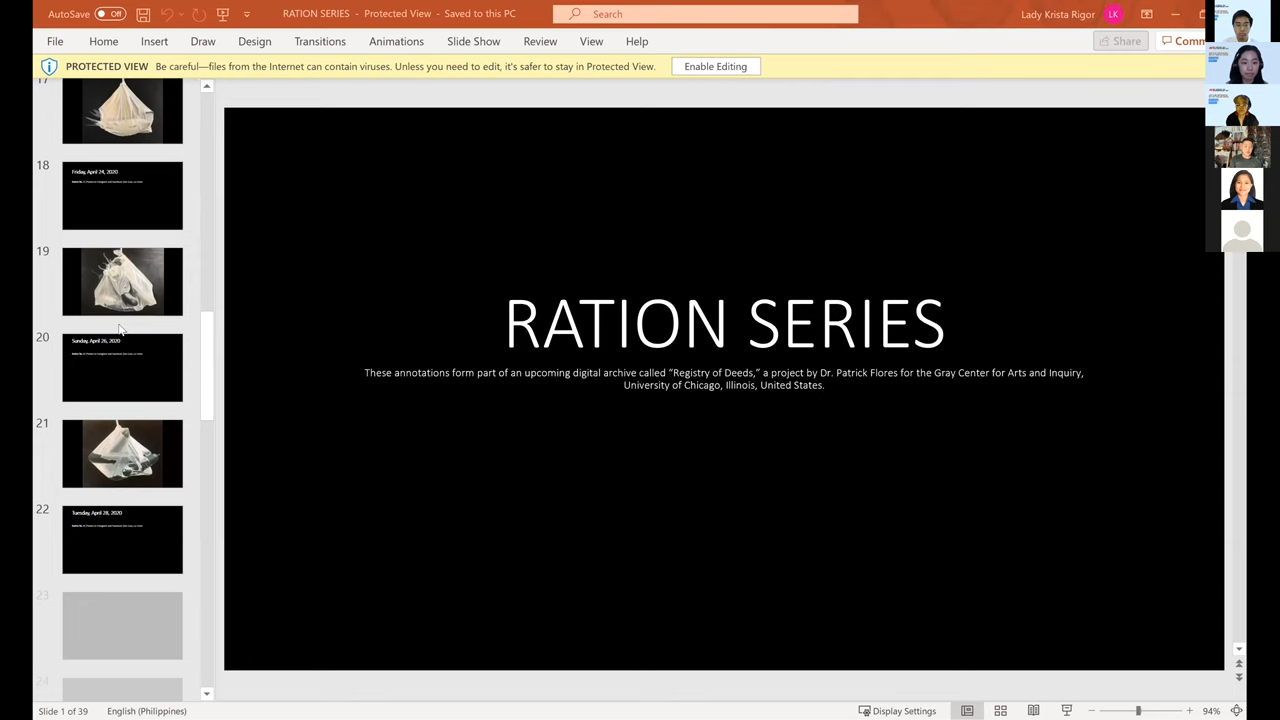 AutoSave Off RATION SERIES - Protected View - Saved to this PC Search Lady Krista Rigor LK
File Home Insert Draw Design Transitions Animations Slide Show Review View Help Share Comm
PROTECTED VIEW Be careful—files from the Internet can contain viruses. Unless you need to edit, it's safer to stay in Protected View. Enable Editing
17
18
Friday, April 24, 2020
19
20
Sunday, April 26, 2020
21
22
Tuesday, April 28, 2020
23
24
RATION SERIES
These annotations form part of an upcoming digital archive called “Registry of Deeds,” a project by Dr. Patrick Flores for the Gray Center for Arts and Inquiry,
University of Chicago, Illinois, United States.
Slide 1 of 39 English (Philippines) Display Settings 94%